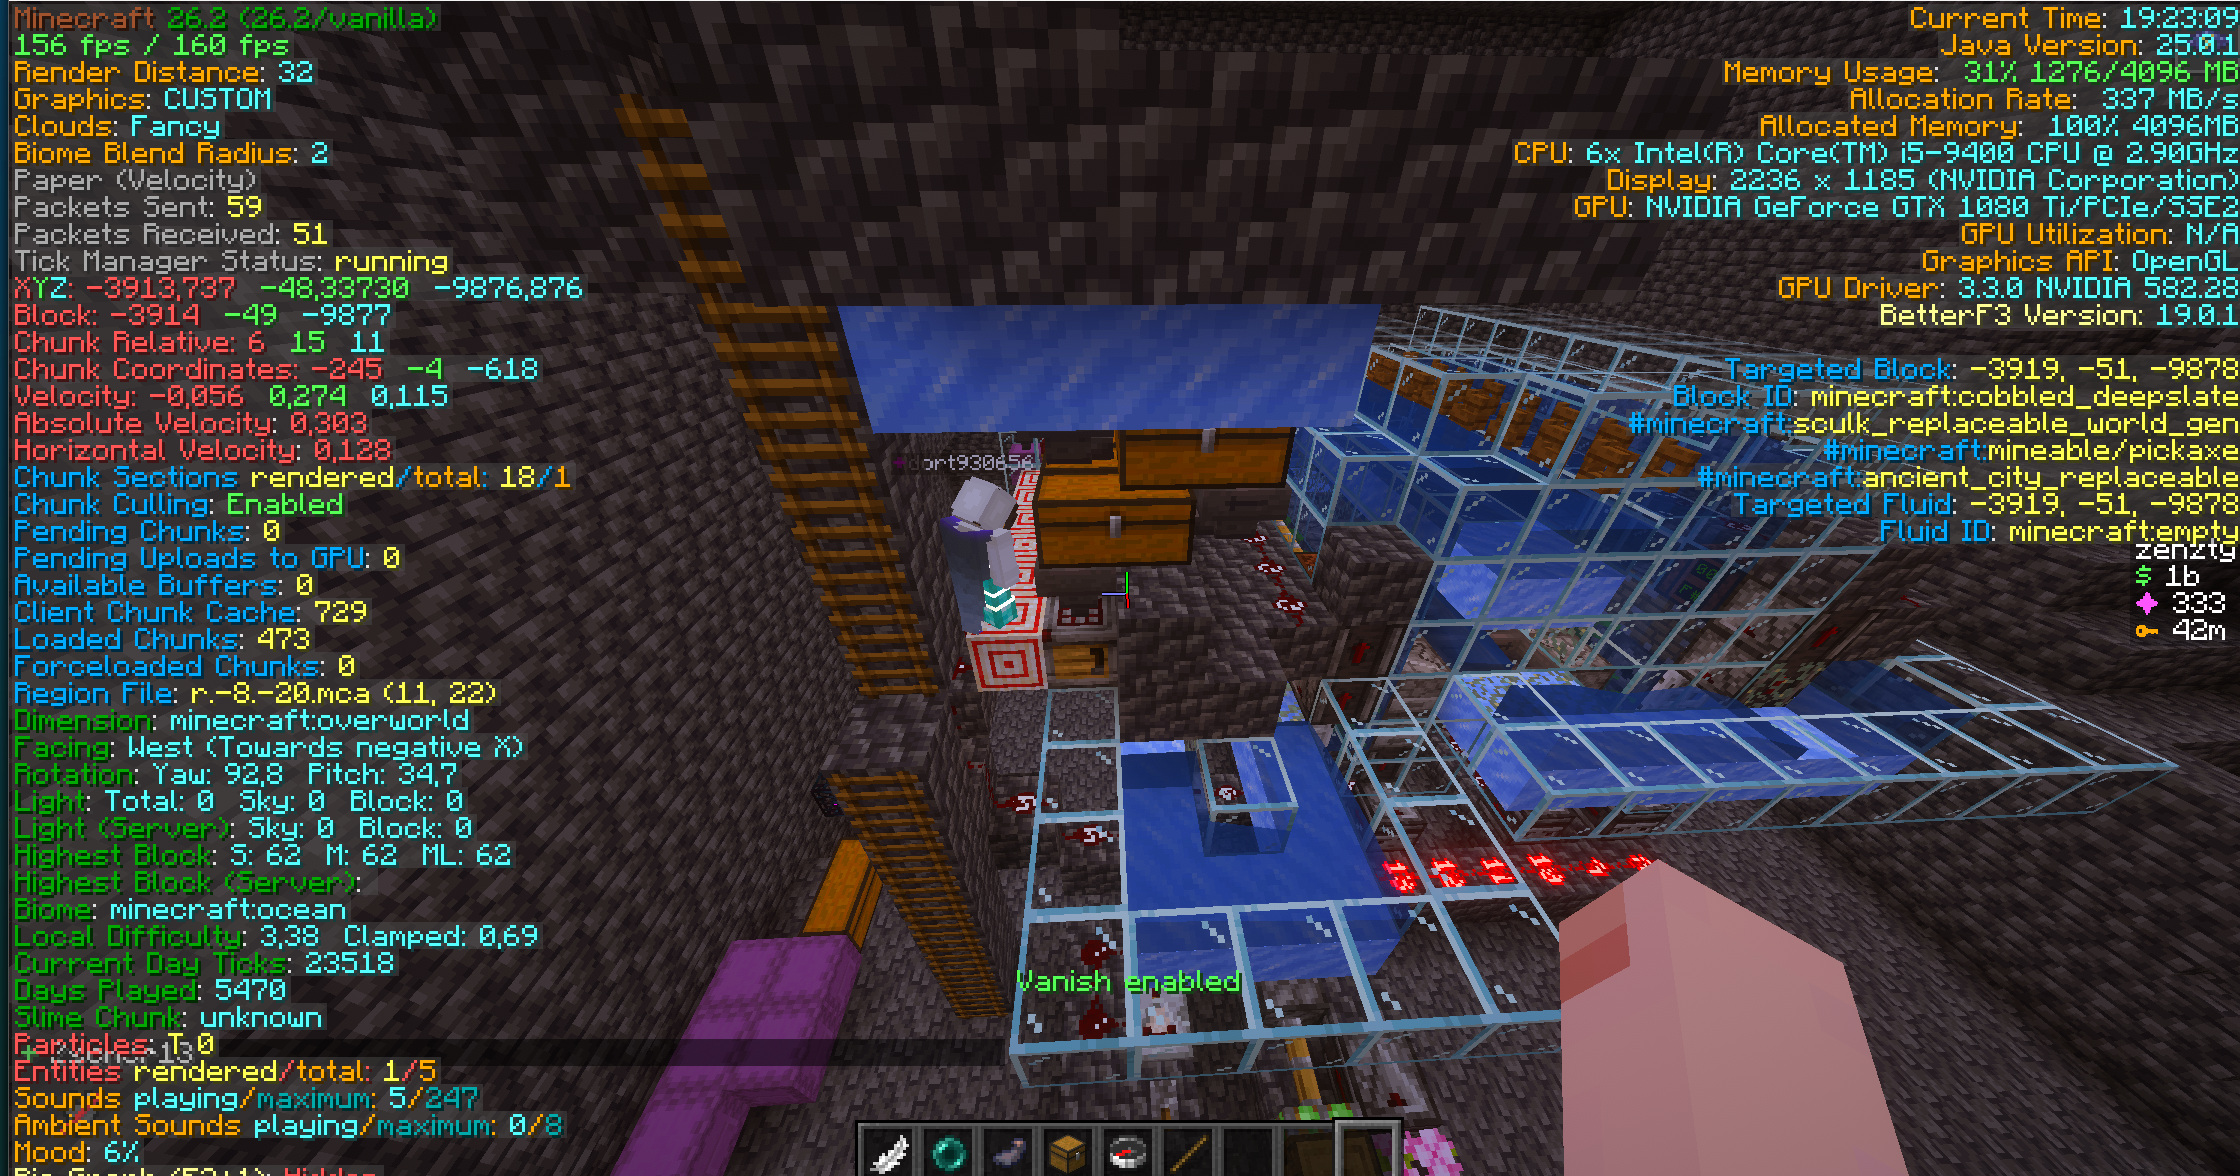 Minecraft 26.2 (26.2/vanilla)
156 fps / 160 fps
Render Distance: 32
Graphics: CUSTOM
Clouds: Fancy
Biome Blend Radius: 2
Paper (Velocity)
Packets Sent: 59
Packets Received: 51
Tick Manager Status: running
XYZ: -3913,737 -48,33730 -9876,876
Block: -3914 -49 -9877
Chunk Relative: 6 15 11
Chunk Coordinates: -245 -4 -618
Velocity: -0,056 0,274 0,115
Absolute Velocity: 0,303
Horizontal Velocity: 0,128
Chunk Sections rendered/total: 18/1
Chunk Culling: Enabled
Pending Chunks: 0
Pending Uploads to GPU: 0
Available Buffers: 0
Client Chunk Cache: 729
Loaded Chunks: 473
Forceloaded Chunks: 0
Region File: r.-8.-20.mca (11, 22)
Dimension: minecraft:overworld
Facing: West (Towards negative X)
Rotation: Yaw: 92,8 Pitch: 34,7
Light: Total: 0 Sky: 0 Block: 0
Light (Server): Sky: 0 Block: 0
Highest Block: S: 62 M: 62 ML: 62
Highest Block (Server):
Biome: minecraft:ocean
Local Difficulty: 3,38 Clamped: 0,69
Current Day Ticks: 23518
Days Played: 5470
Slime Chunk: unknown
Particles: T: 0
Entities rendered/total: 1/5
Sounds playing/maximum: 5/247
Ambient Sounds playing/maximum: 0/8
Mood: 6%
Current Time: 19:23:09
Java Version: 25.0.1
Memory Usage: 31% 1276/4096 MB
Allocation Rate: 337 MB/s
Allocated Memory: 100% 4096MB
CPU: 6x Intel(R) Core(TM) i5-9400 CPU @ 2.90GHz
Display: 2236 x 1185 (NVIDIA Corporation)
GPU: NVIDIA GeForce GTX 1080 Ti/PCIe/SSE2
GPU Utilization: N/A
Graphics API: OpenGL
GPU Driver: 3.3.0 NVIDIA 582.28
BetterF3 Version: 19.0.1
Targeted Block: -3919, -51, -9878
Block ID: minecraft:cobbled_deepslate
#minecraft:sculk_replaceable_world_gen
#minecraft:mineable/pickaxe
#minecraft:ancient_city_replaceable
Targeted Fluid: -3919, -51, -9878
Fluid ID: minecraft:empty
zenztg
$ 1b
333
42m
Vanish enabled